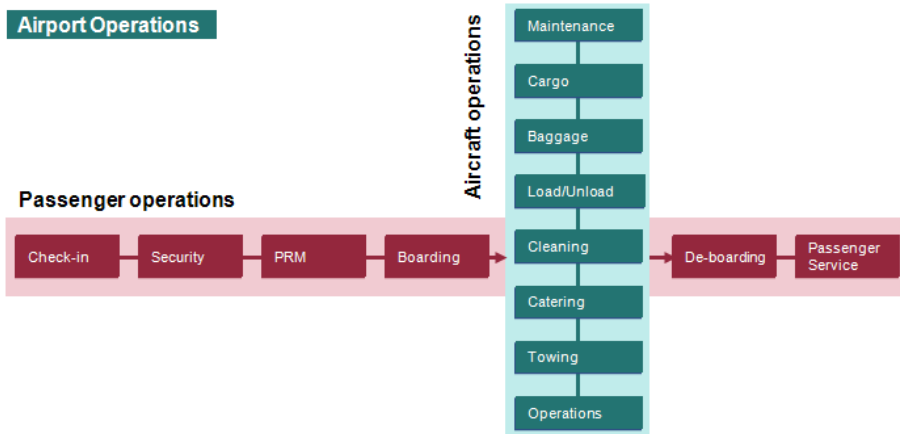 Airport Operations
Aircraft operations
Maintenance
Cargo
Baggage
Load/Unload
Passenger operations
Check-in
Security
PRM
Boarding
Cleaning
De-boarding
Passenger
Service
Catering
Towing
Operations